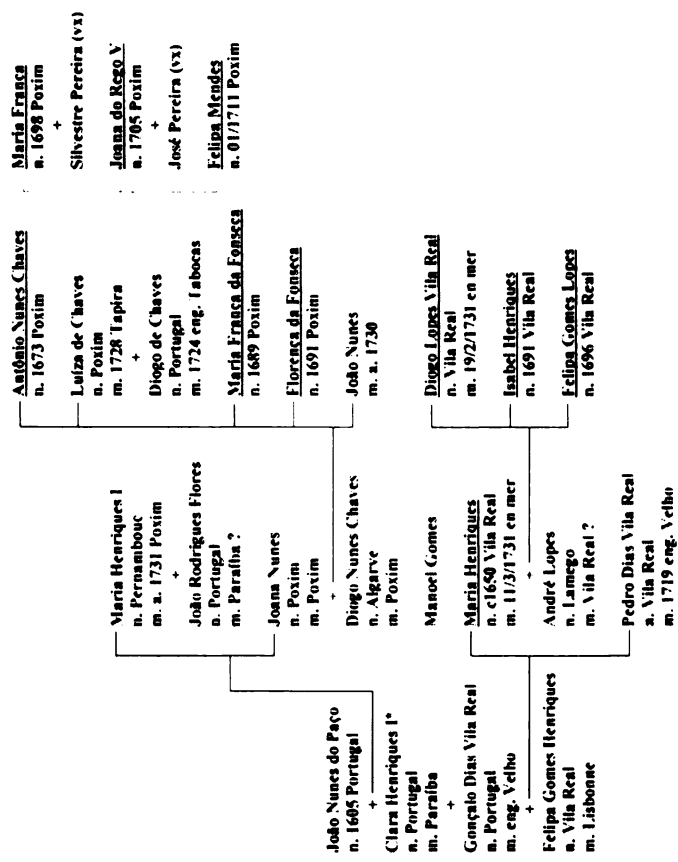 João Nunes do Paço
n. 1605 Portugal
+
Clara Henriques I*
n. Portugal
m. Paraíba
+
Gonçalo Dias Vila Real
n. Portugal
m. eng. Velho
+
Felipa Gomes Henriques
n. Vila Real
m. Lisbonne
Maria Henriques I
n. Pernambouc
m. a. 1731 Poxim
+
João Rodrigues Flores
n. Portugal
m. Paraíba ?
Joana Nunes
n. Poxim
m. Poxim
+
Diogo Nunes Chaves
n. Algarve
m. Poxim
Manoel Gomes
Maria Henriques
n. c1650 Vila Real
m. 11/3/1731 en mer
+
André Lopes
n. Lamego
m. Vila Real ?
Pedro Dias Vila Real
n. Vila Real
m. 1719 eng. Velho
Antônio Nunes Chaves
n. 1673 Poxim
Luíza de Chaves
n. Poxim
m. 1728 Tapira
+
Diogo de Chaves
n. Portugal
m. 1724 eng. Tabocas
Maria Franca da Fonseca
n. 1689 Poxim
Florença da Fonseca
n. 1691 Poxim
João Nunes
m. a. 1730
Diogo Lopes Vila Real
n. Vila Real
m. 19/2/1731 en mer
Isabel Henriques
n. 1691 Vila Real
Felipa Gomes Lopes
n. 1696 Vila Real
Maria Franca
n. 1698 Poxim
+
Silvestre Pereira (vx)
Joana do Rego V
n. 1705 Poxim
+
José Pereira (vx)
Felipa Mendes
n. 01/1711 Poxim